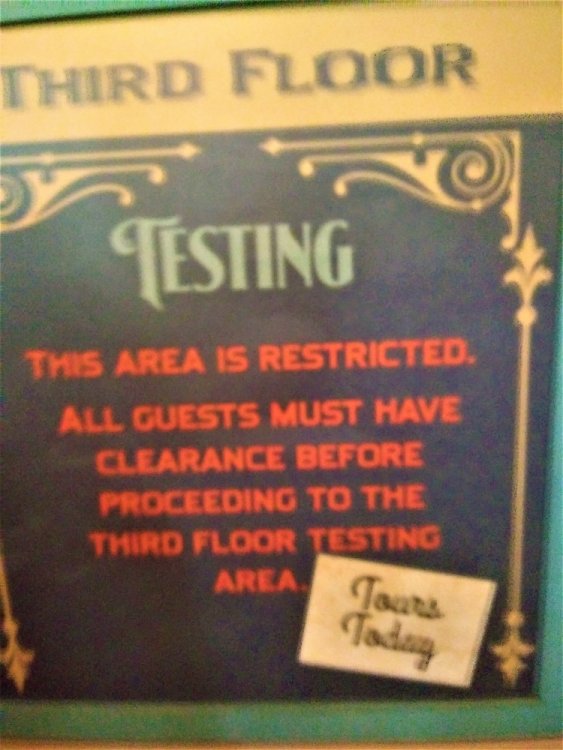 THIRD FLOOR
TESTING
THIS AREA IS RESTRICTED.
ALL GUESTS MUST HAVE
CLEARANCE BEFORE
PROCEEDING TO THE
THIRD FLOOR TESTING
AREA.
Tours
Today